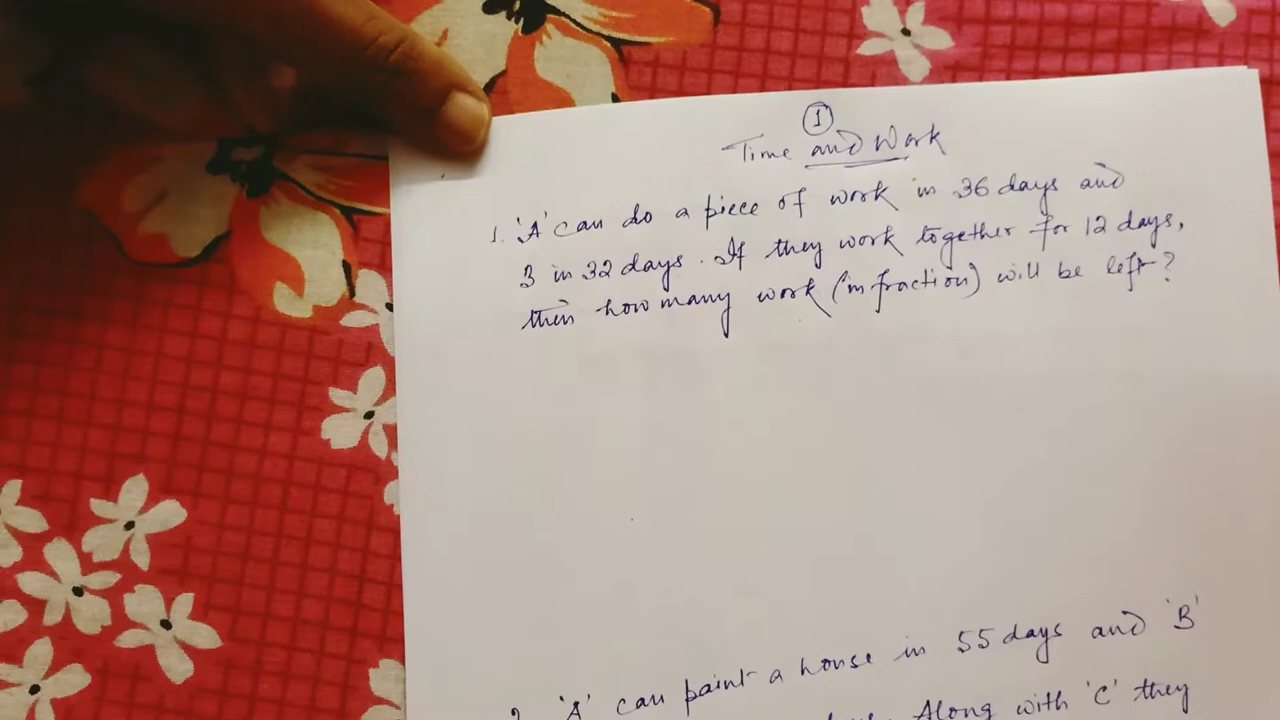 1
Time and Work
1. 'A' can do a piece of work in 36 days and
B in 32 days. If they work together for 12 days,
then how many work (in fraction) will be left?
2. 'A' can paint a house in 55 days and 'B'
Along with 'C' they